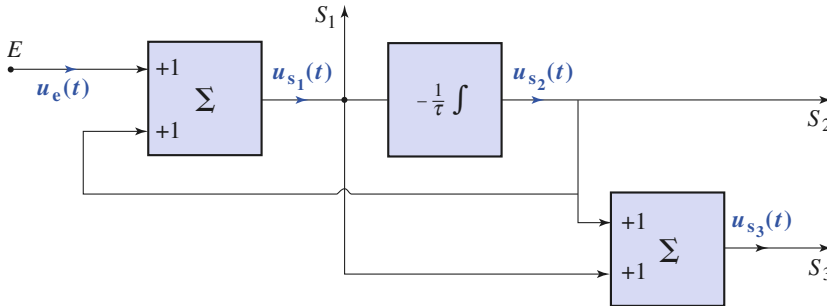 S₁
E
uₑ(t)
+1
+1
Σ
uₛ₁(t)
-1/τ ∫
uₛ₂(t)
S₂
+1
+1
Σ
uₛ₃(t)
S₃